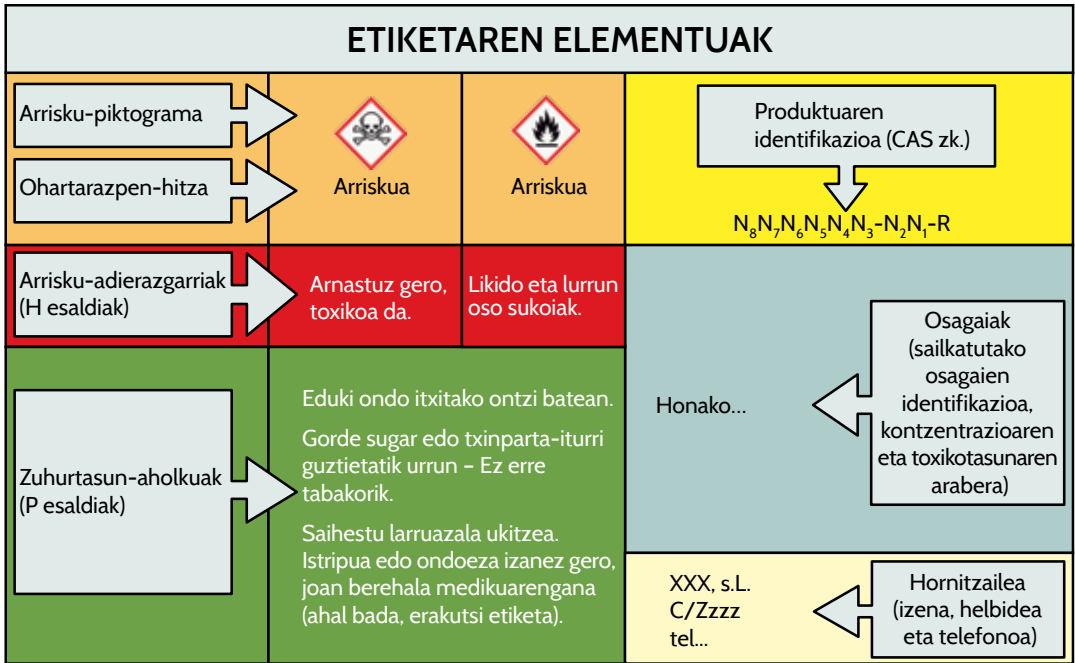 ETIKETAREN ELEMENTUAK
Arrisku-piktograma
Ohartarazpen-hitza
Arriskua
Arriskua
Produktuaren
identifikazioa (CAS zk.)
N₈N₇N₆N₅N₄N₃-N₂N₁-R
Arrisku-adierazgarriak
(H esaldiak)
Arnastuz gero,
toxikoa da.
Likido eta lurrun
oso sukoiak.
Zuhurtasun-aholkuak
(P esaldiak)
Eduki ondo itxitako ontzi batean.
Gorde sugar edo txinparta-iturri
guztietatik urrun – Ez erre
tabakorik.
Saihestu larruazala ukitzea.
Istripua edo ondoeza izanez gero,
joan berehala medikuarengana
(ahal bada, erakutsi etiketa).
Honako...
Osagaiak
(sailkatutako
osagaien
identifikazioa,
kontzentrazioaren
eta toxikotasunaren
arabera)
XXX, s.L.
C/Zzzz
tel...
Hornitzailea
(izena, helbidea
eta telefonoa)